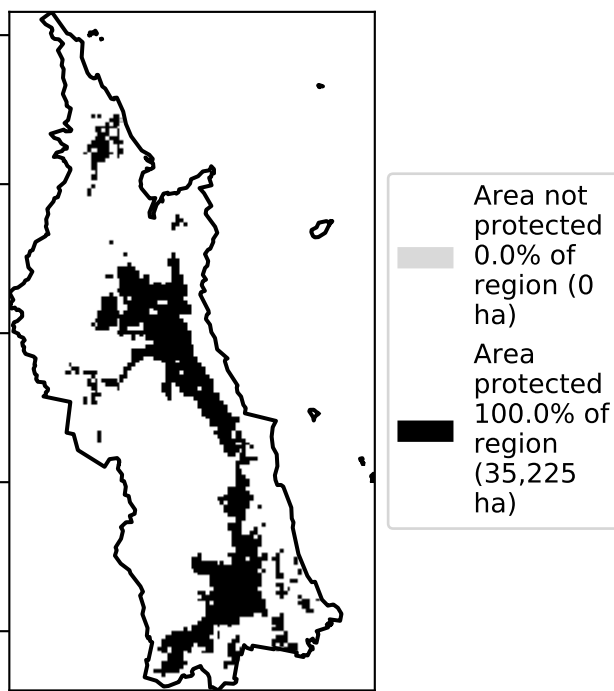 Area not
protected
0.0% of
region (0
ha)
Area
protected
100.0% of
region
(35,225
ha)